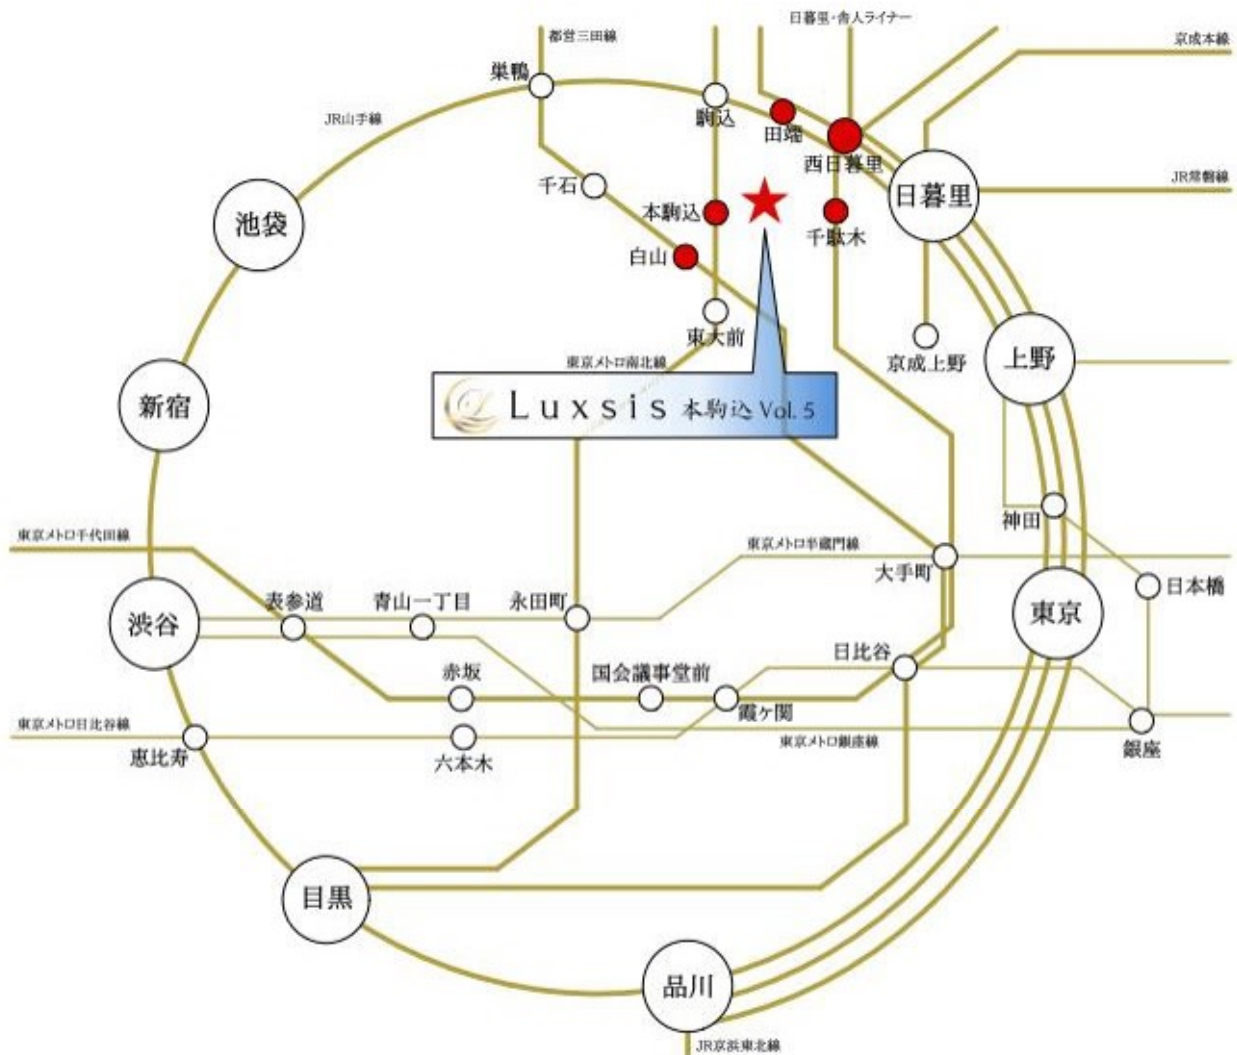 日暮里・舎人ライナー
都営三田線
京成本線
巣鴨
駒込
JR山手線
田端
西日暮里
千石
日暮里
JR常磐線
池袋
本駒込
千駄木
白山
東大前
京成上野
上野
東京メトロ南北線
新宿
Luxsis 本駒込 Vol. 5
神田
東京メトロ千代田線
東京メトロ半蔵門線
大手町
日本橋
表参道
青山一丁目
永田町
渋谷
東京
日比谷
赤坂
国会議事堂前
霞ヶ関
東京メトロ日比谷線
恵比寿
六本木
東京メトロ銀座線
銀座
目黒
品川
JR京浜東北線